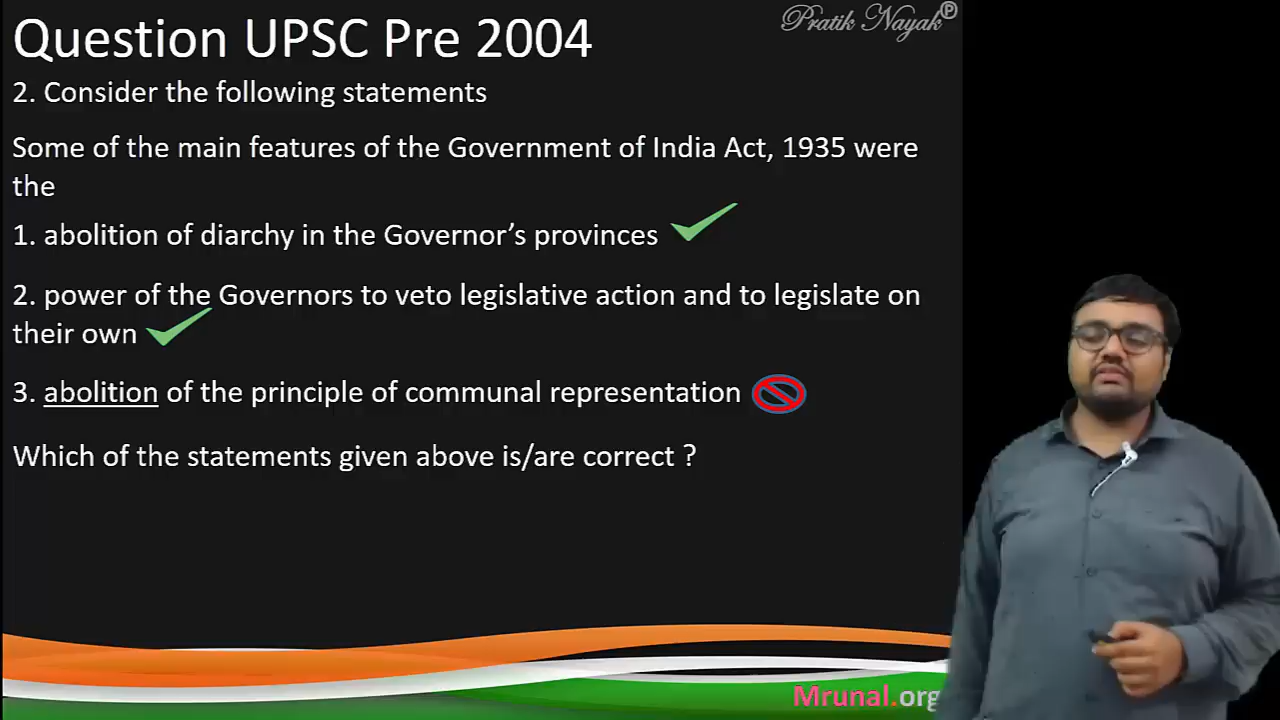 Pratik Nayak℗
Question UPSC Pre 2004
2. Consider the following statements
Some of the main features of the Government of India Act, 1935 were
the
1. abolition of diarchy in the Governor’s provinces
2. power of the Governors to veto legislative action and to legislate on
their own
3. abolition of the principle of communal representation
Which of the statements given above is/are correct ?
Mrunal.org